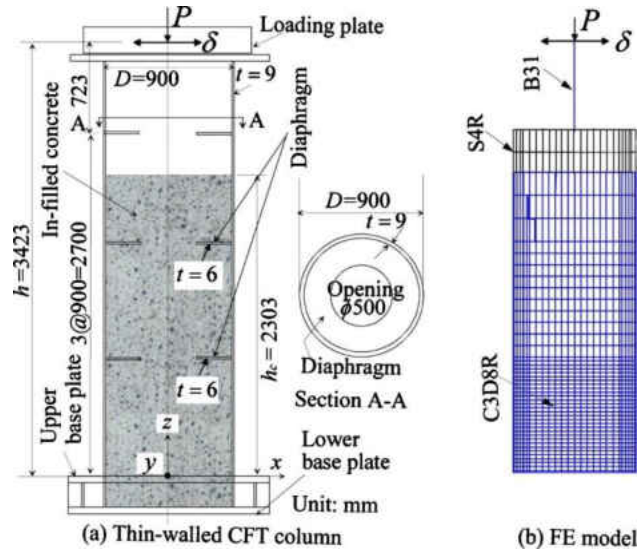 P
δ
Loading plate
D=900
t=9
723
A
A
Diaphragm
In-filled concrete
h=3423
3@900=2700
D=900
t=9
t=6
Opening
ϕ500
h_c=2303
Diaphragm
t=6
Section A-A
Upper
base plate
z
y
x
Lower
base plate
Unit: mm
(a) Thin-walled CFT column
P
δ
B31
S4R
C3D8R
(b) FE model